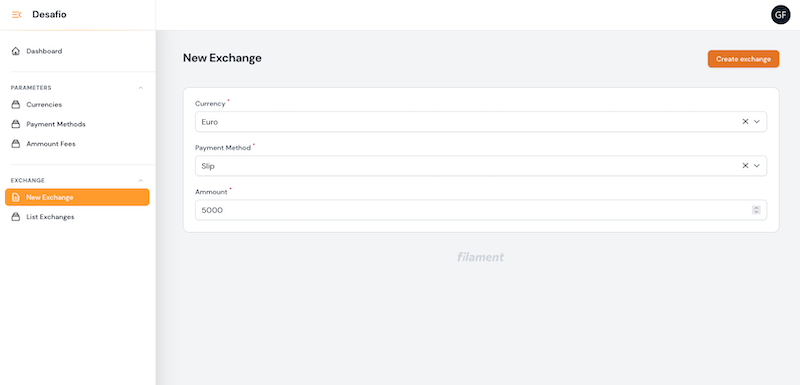 Desafio
GF
Dashboard
PARAMETERS
Currencies
Payment Methods
Ammount Fees
EXCHANGE
New Exchange
List Exchanges
New Exchange
Create exchange
Currency *
Euro
Payment Method *
Slip
Ammount *
5000
filament